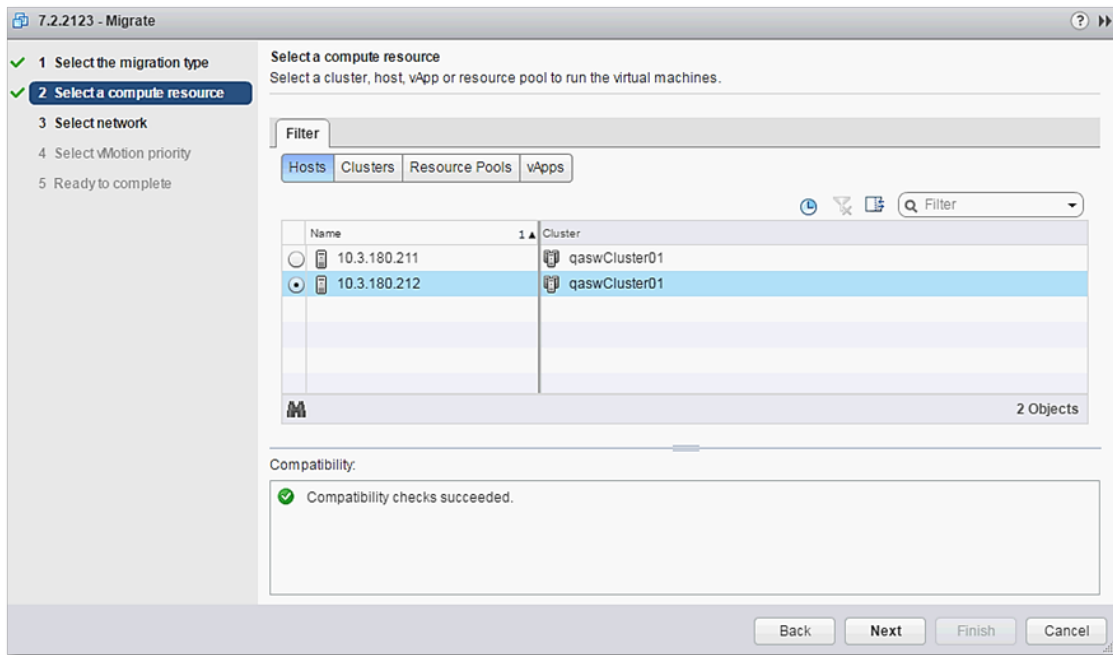 7.2.2123 - Migrate
1 Select the migration type
2 Select a compute resource
3 Select network
4 Select vMotion priority
5 Ready to complete
Select a compute resource
Select a cluster, host, vApp or resource pool to run the virtual machines.
Filter
Hosts Clusters Resource Pools vApps
Filter
Name 1 Cluster
10.3.180.211 qaswCluster01
10.3.180.212 qaswCluster01
2 Objects
Compatibility:
Compatibility checks succeeded.
Back Next Finish Cancel